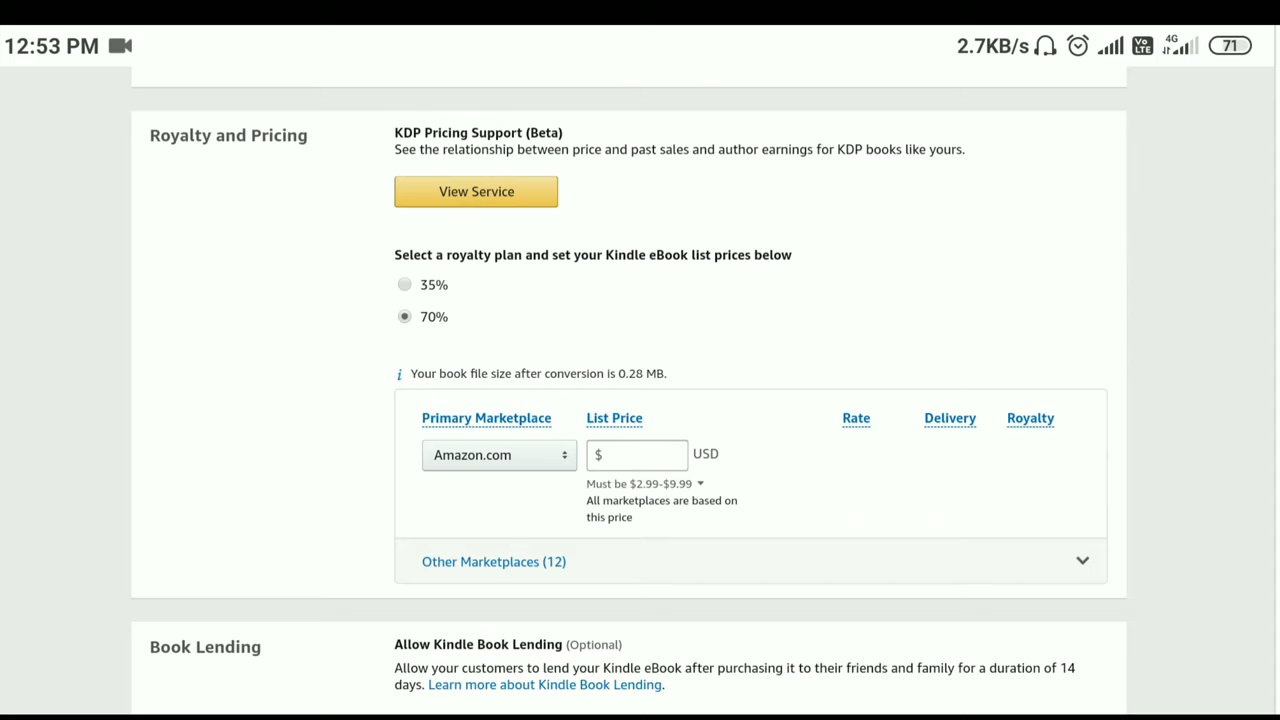 12:53 PM
2.7KB/s
Vo LTE
4G
71
Royalty and Pricing
KDP Pricing Support (Beta)
See the relationship between price and past sales and author earnings for KDP books like yours.
View Service
Select a royalty plan and set your Kindle eBook list prices below
35%
70%
i Your book file size after conversion is 0.28 MB.
Primary Marketplace List Price Rate Delivery Royalty
Amazon.com $ USD
Must be $2.99-$9.99
All marketplaces are based on
this price
Other Marketplaces (12)
Book Lending
Allow Kindle Book Lending (Optional)
Allow your customers to lend your Kindle eBook after purchasing it to their friends and family for a duration of 14
days. Learn more about Kindle Book Lending.